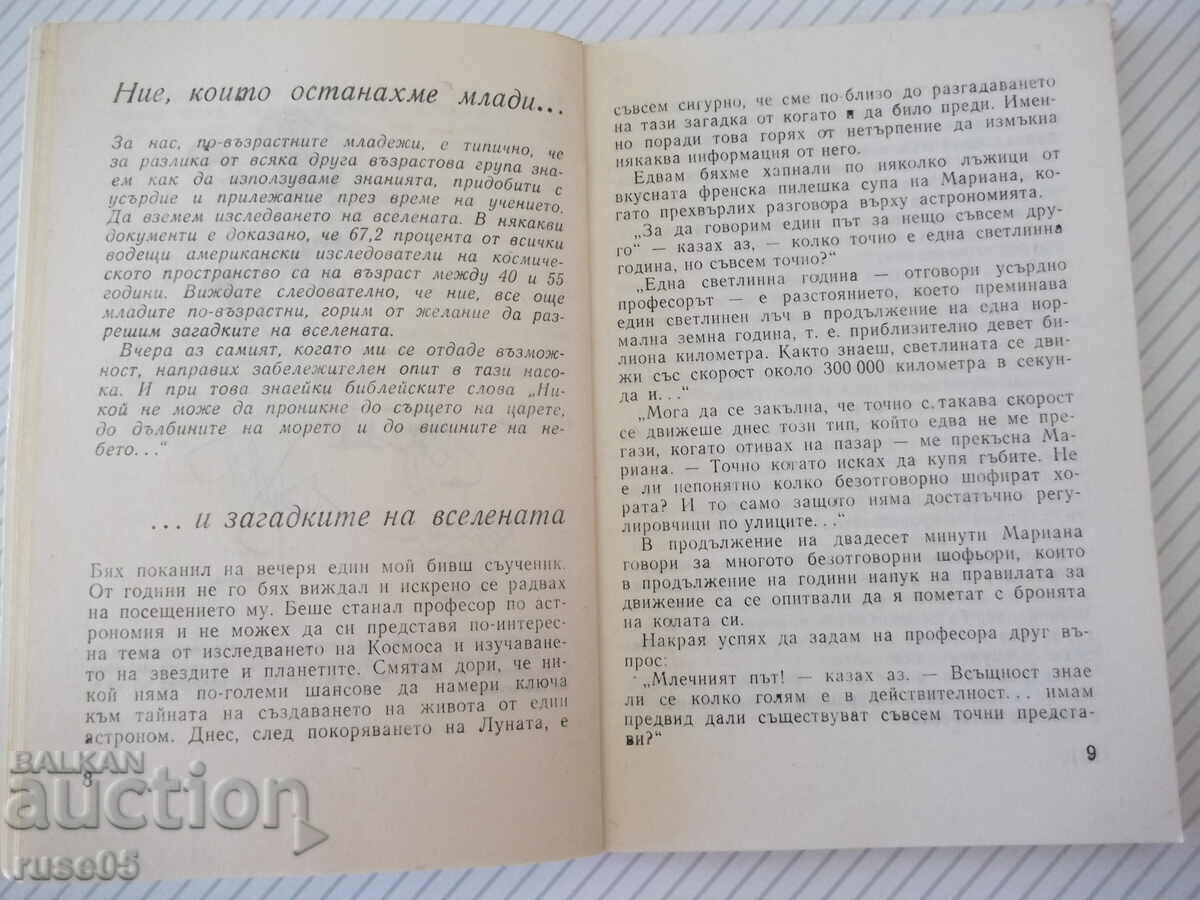 Ние, които останахме млади...
За нас, по-възрастните младежи, е типично, че
за разлика от всяка друга възрастова група зна-
ем как да използуваме знанията, придобити с
усърдие и прилежание през време на учението.
Да вземем изследването на вселената. В някакви
документи е доказано, че 67,2 процента от всички
водещи американски изследователи на космиче-
ското пространство са на възраст между 40 и 55
години. Виждате следователно, че ние, все още
младите по-възрастни, горим от желание да раз-
решим загадките на вселената.
Вчера аз самият, когато ми се отдаде възмож-
ност, направих забележителен опит в тази насо-
ка. И при това знаейки библейските слова „Ни-
кой не може да проникне до сърцето на царете,
до дълбините на морето и до висините на не-
бето...“
... и загадките на вселената
Бях поканил на вечеря един мой бивш съученик.
От години не го бях виждал и искрено се радвах
на посещението му. Беше станал професор по аст-
рономия и не можех да си представя по-интерес-
на тема от изследването на Космоса и изучаване-
то на звездите и планетите. Смятам дори, че ни-
кой няма по-големи шансове да намери ключа
към тайната на създаването на живота от един
астроном. Днес, след покоряването на Луната, е
8
съвсем сигурно, че сме по-близо до разгадаването
на тази загадка от когато и да било преди. Имен-
но поради това горях от нетърпение да измъкна
някаква информация от него.
Едвам бяхме хапнали по няколко лъжици от
вкусната френска пилешка супа на Мариана, ко-
гато прехвърлих разговора върху астрономията.
„За да говорим един път за нещо съвсем дру-
го“ — казах аз, — колко точно е една светлинна
година, но съвсем точно?“
„Една светлинна година — отговори усърдно
професорът — е разстоянието, което преминава
един светлинен лъч в продължение на една нор-
мална земна година, т. е. приблизително девет би-
лиона километра. Както знаеш, светлината се дви-
жи със скорост около 300 000 километра в секун-
да и...“
„Мога да се закълна, че точно с такава скорост
се движеше днес този тип, който едва не ме пре-
гази, когато отивах на пазар — ме прекъсна Ма-
риана. — Точно когато исках да купя гъбите. Не
е ли непонятно колко безотговорно шофират хо-
рата? И то само защото няма достатъчно регу-
лировчици по улиците...“
В продължение на двадесет минути Мариана
говори за многото безотговорни шофьори, които
в продължение на години напук на правилата за
движение са се опитвали да я пометат с бронята
на колата си.
Накрая успях да задам на професора друг въ-
прос:
„Млечният път! — казах аз. — Всъщност знае
ли се колко голям е в действителност... имам
предвид дали съществуват съвсем точни предста-
ви?“
9
BALKAN
auction
ruse05